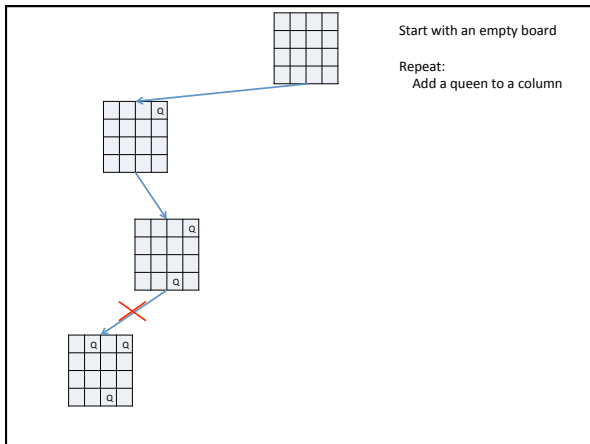 Start with an empty board
Repeat:
Add a queen to a column
Q
Q
Q
Q Q
Q